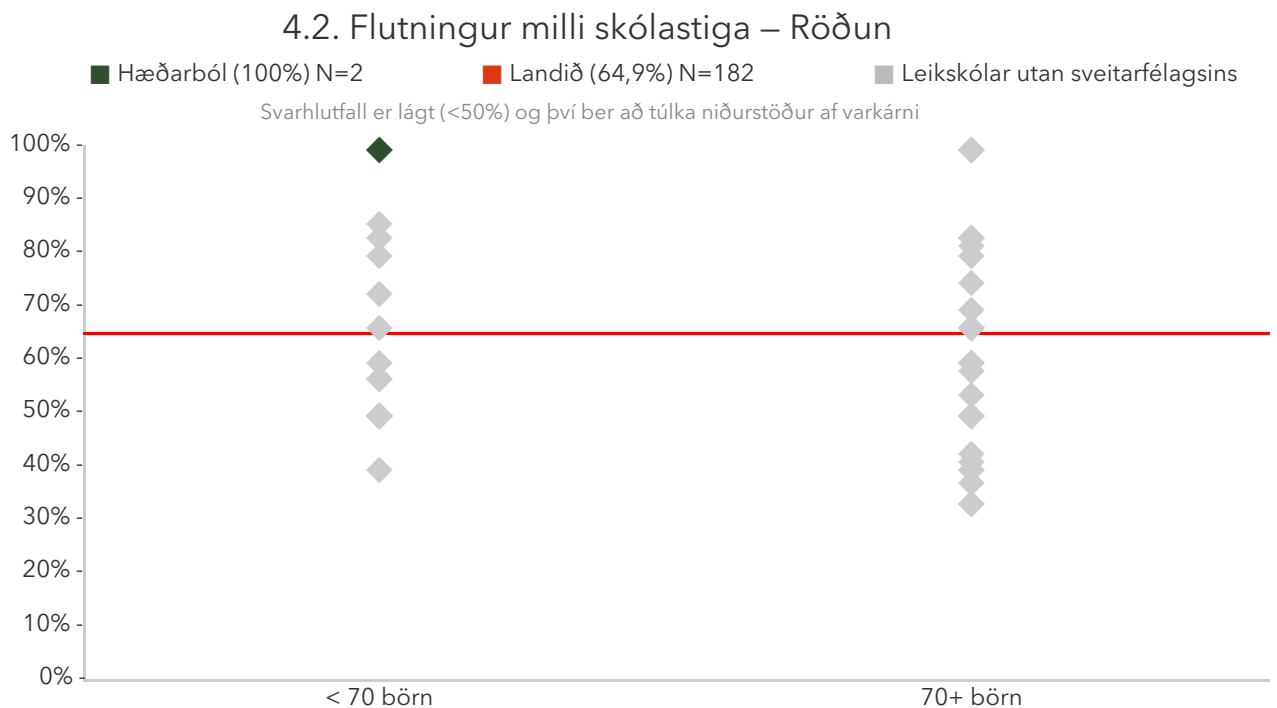 4.2. Flutningur milli skólastiga – Röðun
Hæðarból (100%) N=2 Landið (64,9%) N=182 Leikskólar utan sveitarfélagsins
Svarhlutfall er lágt (<50%) og því ber að túlka niðurstöður af varkárni
100%
90%
80%
70%
60%
50%
40%
30%
20%
10%
0%
< 70 börn 70+ börn